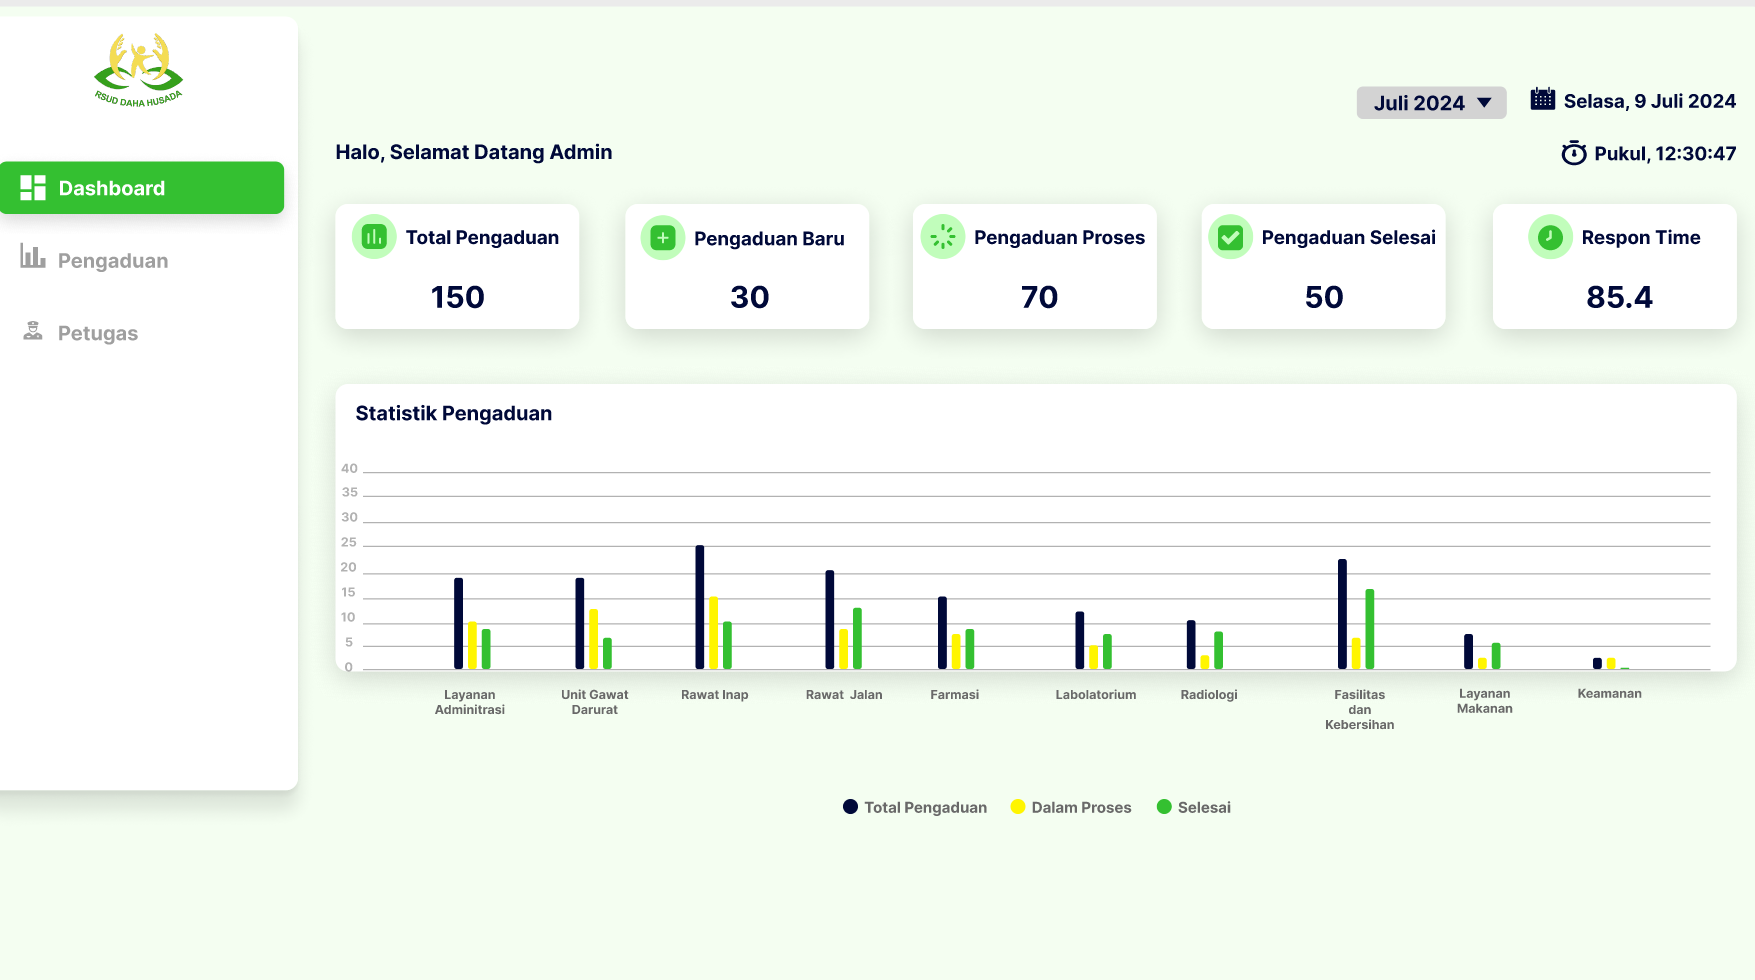 RSUD DAHA HUSADA
Dashboard
Pengaduan
Petugas
Juli 2024
Selasa, 9 Juli 2024
Halo, Selamat Datang Admin
Pukul, 12:30:47
Total Pengaduan
150
Pengaduan Baru
30
Pengaduan Proses
70
Pengaduan Selesai
50
Respon Time
85.4
Statistik Pengaduan
40
35
30
25
20
15
10
5
0
Layanan
Adminitrasi
Unit Gawat
Darurat
Rawat Inap
Rawat Jalan
Farmasi
Labolatorium
Radiologi
Fasilitas
dan
Kebersihan
Layanan
Makanan
Keamanan
Total Pengaduan
Dalam Proses
Selesai